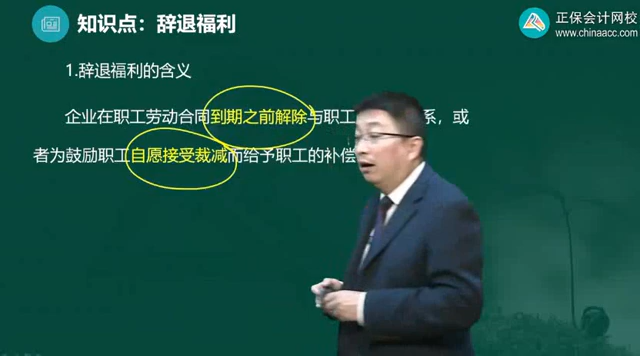 正保会计网校
www.chinaacc.com
知识点：辞退福利
1.辞退福利的含义
企业在职工劳动合同到期之前解除与职工系，或
者为鼓励职工自愿接受裁减而给予职工的补偿